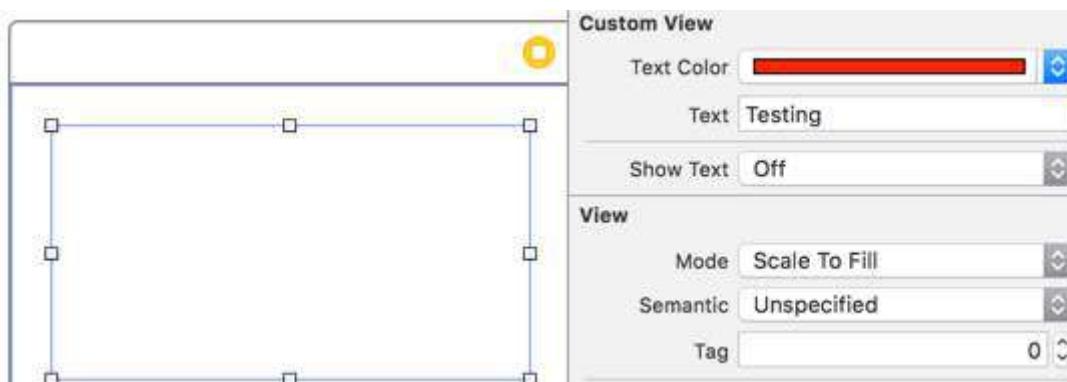 Custom View
Text Color
Text Testing
Show Text Off
View
Mode Scale To Fill
Semantic Unspecified
Tag 0